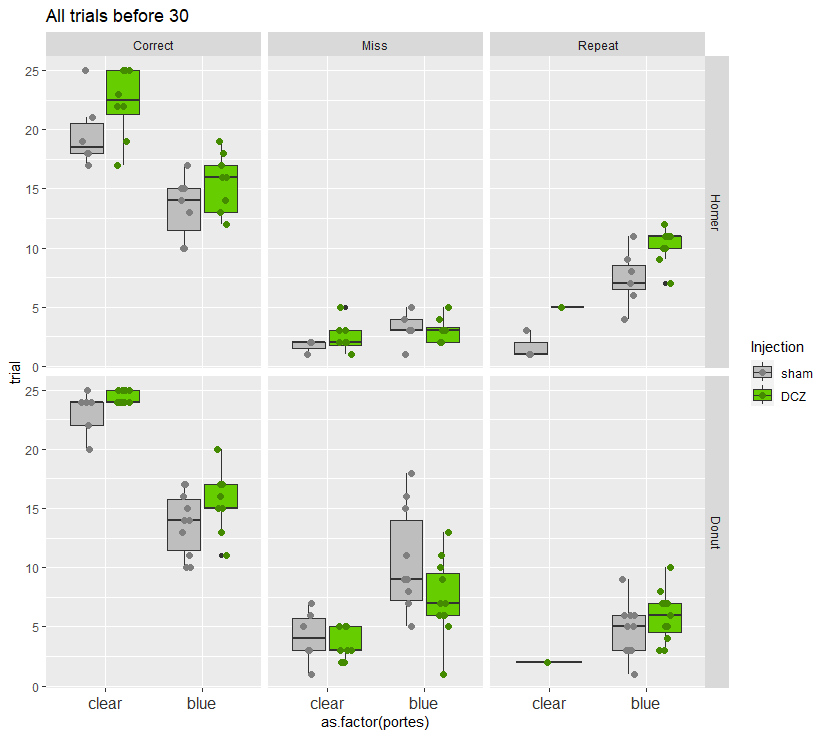 All trials before 30
Correct
Miss
Repeat
25
20
15
10
5
0
Homer
trial
25
20
15
10
5
0
Donut
clear
blue
clear
blue
clear
blue
as.factor(portes)
Injection
sham
DCZ